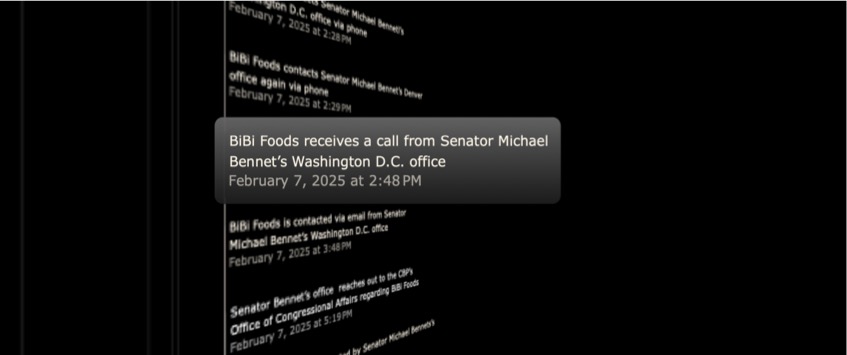 Senator Michael Bennet's
Washington D.C. office via phone
February 7, 2025 at 2:28 PM
BiBi Foods contacts Senator Michael Bennet's Denver
office again via phone
February 7, 2025 at 2:29 PM
BiBi Foods receives a call from Senator Michael
Bennet’s Washington D.C. office
February 7, 2025 at 2:48 PM
BiBi Foods is contacted via email from Senator
Michael Bennet's Washington D.C. office
February 7, 2025 at 3:48 PM
Senator Bennet's office reaches out to the CBP's
Office of Congressional Affairs regarding BiBi Foods
February 7, 2025 at 5:19 PM
by Senator Michael Bennet's